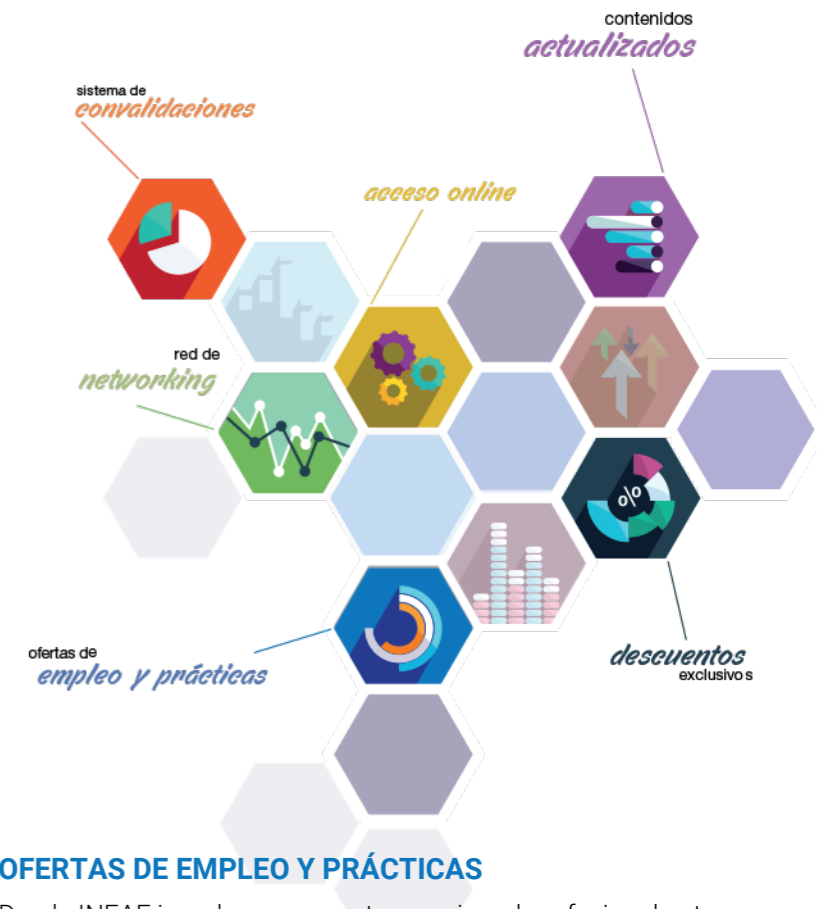 contenidos
actualizados
sistema de
convalidaciones
acceso online
red de
networking
%
ofertas de
empleo y prácticas
descuentos
exclusivos
OFERTAS DE EMPLEO Y PRÁCTICAS